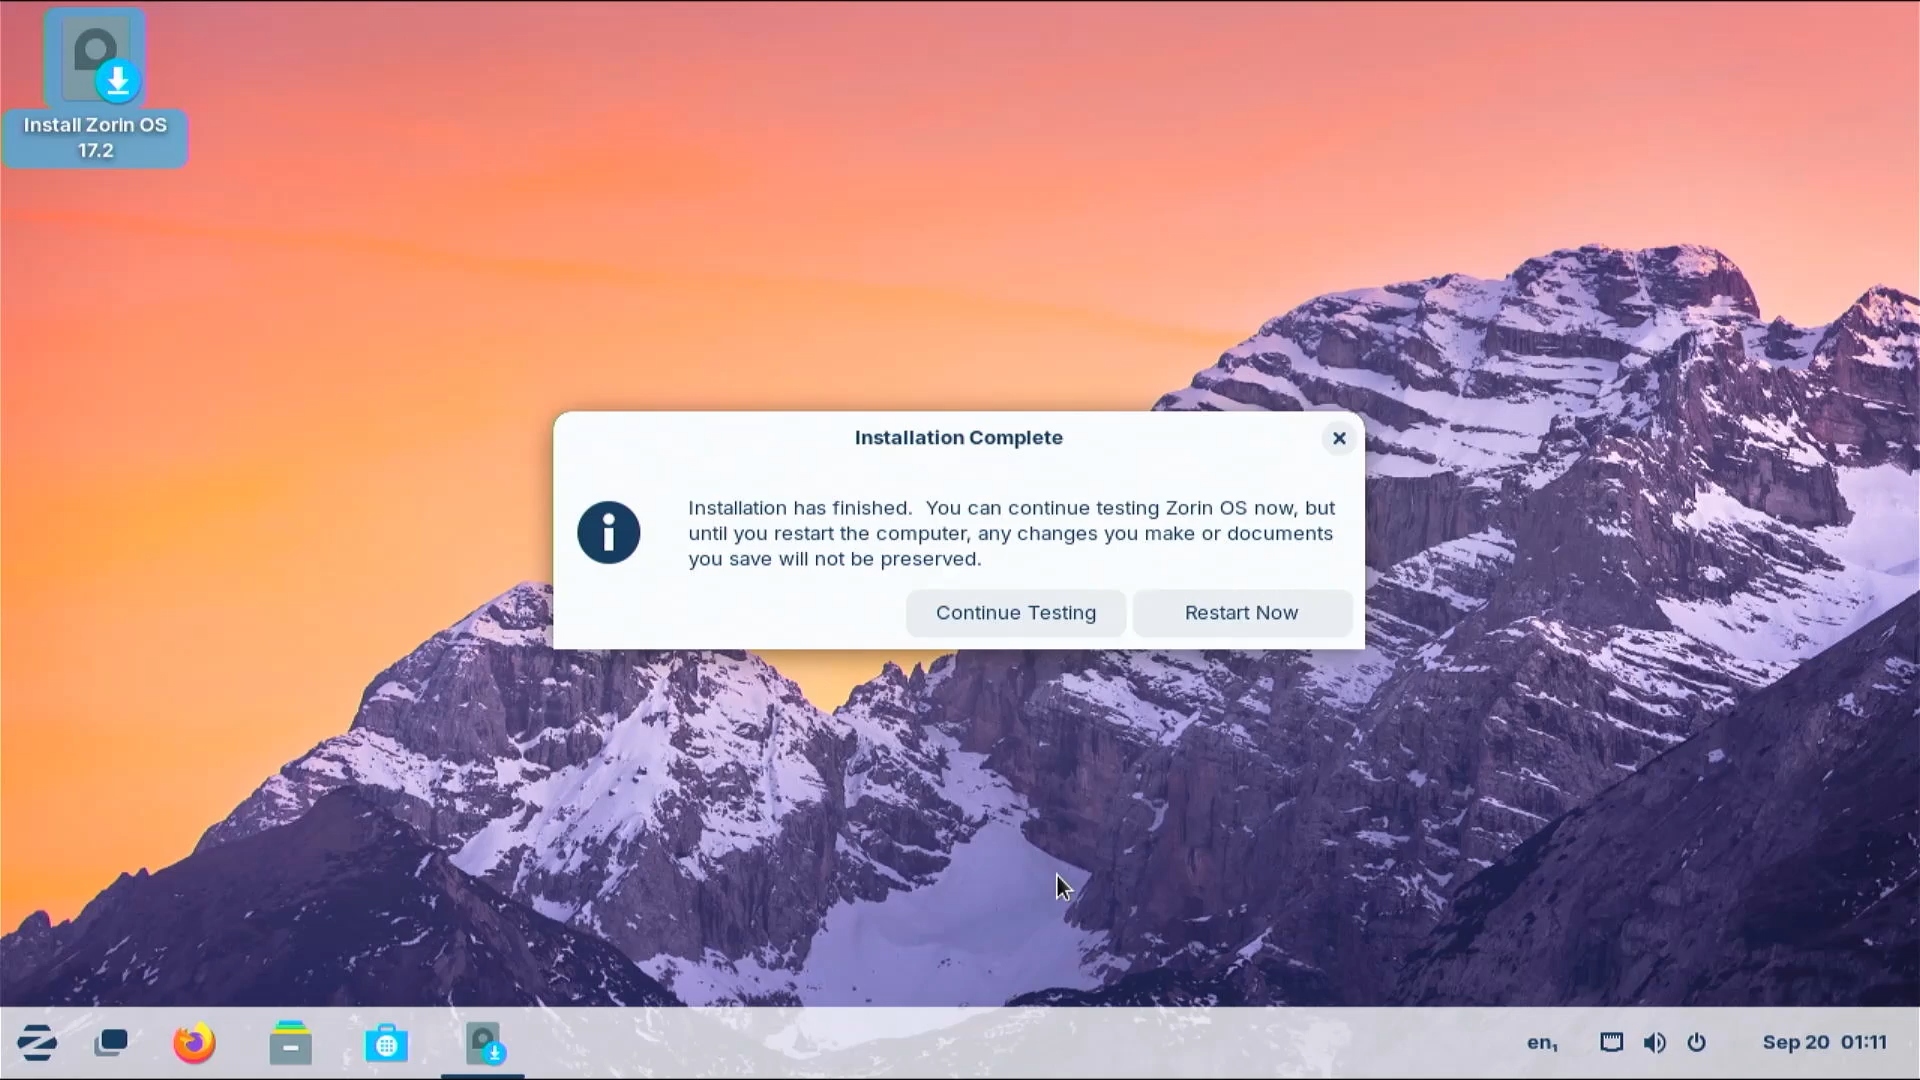 Install Zorin OS
17.2
Installation Complete
Installation has finished.  You can continue testing Zorin OS now, but
until you restart the computer, any changes you make or documents
you save will not be preserved.
Continue Testing
Restart Now
en₁
Sep 20  01:11